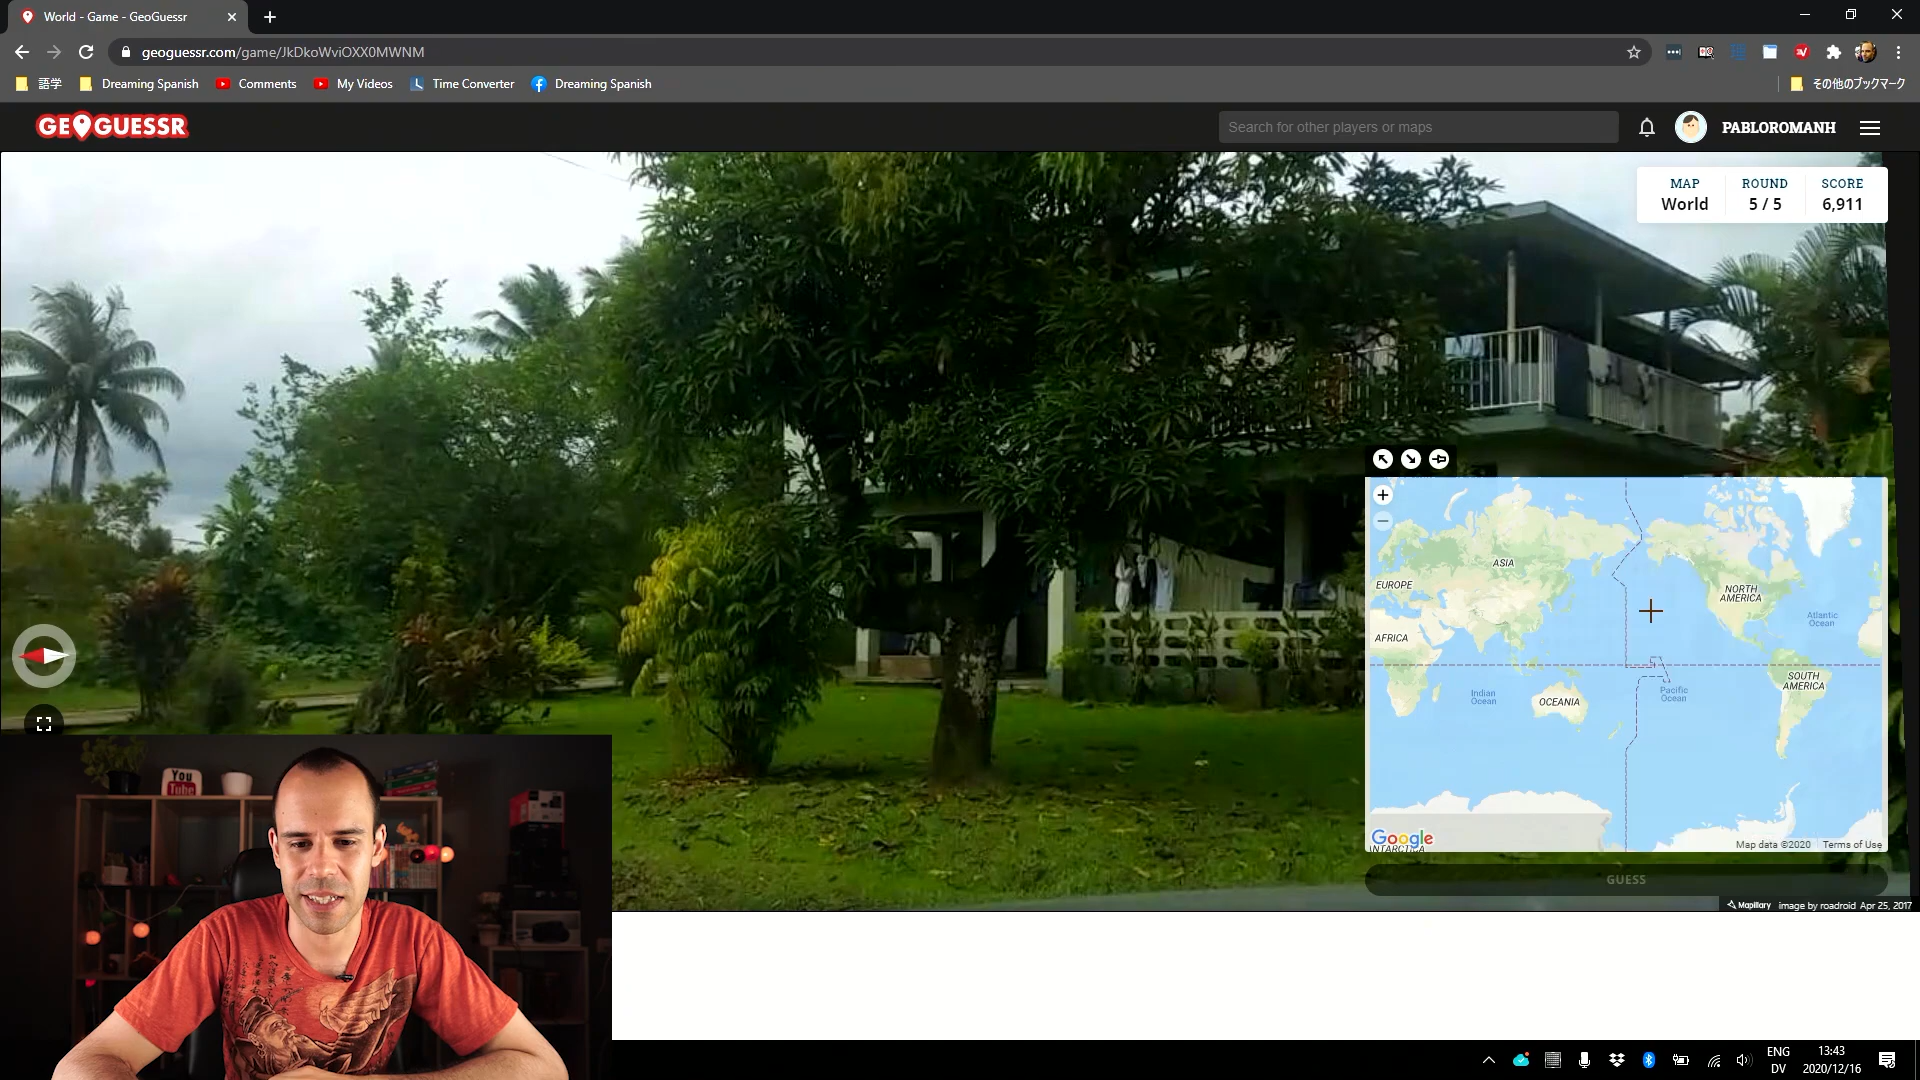 World - Game - GeoGuessr
geoguessr.com/game/JkDkoWviOXX0MWNM
語学 Dreaming Spanish Comments My Videos Time Converter Dreaming Spanish その他のブックマーク
GEOGUESSR Search for other players or maps PABLOROMANH
MAP ROUND SCORE
World 5 / 5 6,911
ASIA
EUROPE
NORTH
AMERICA
Atlantic
Ocean
AFRICA
SOUTH
AMERICA
Indian
Ocean
OCEANIA
Pacific
Ocean
Google Map data ©2020 Terms of Use
GUESS
Mapillary image by roadroid Apr 25, 2017
You
Tube
ENG 13:43
DV 2020/12/16